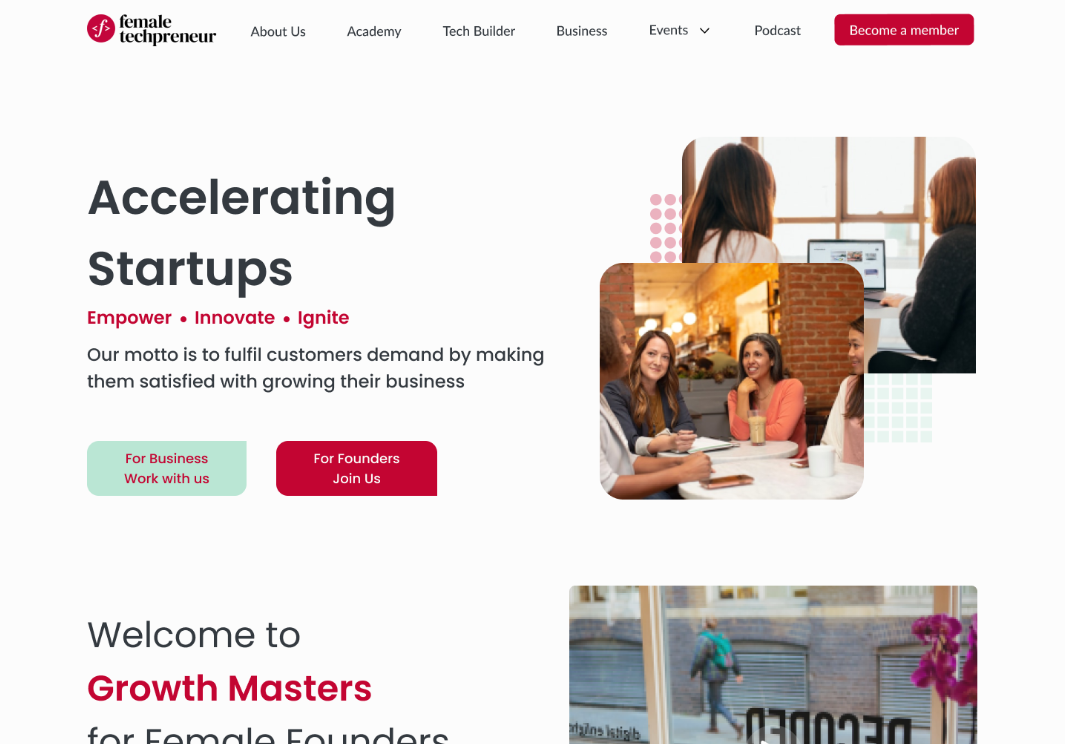 female
techpreneur
About Us
Academy
Tech Builder
Business
Events
Podcast
Become a member
Accelerating
Startups
Empower • Innovate • Ignite
Our motto is to fulfil customers demand by making
them satisfied with growing their business
For Business
Work with us
For Founders
Join Us
Welcome to
Growth Masters
for Female Founders
DECODED